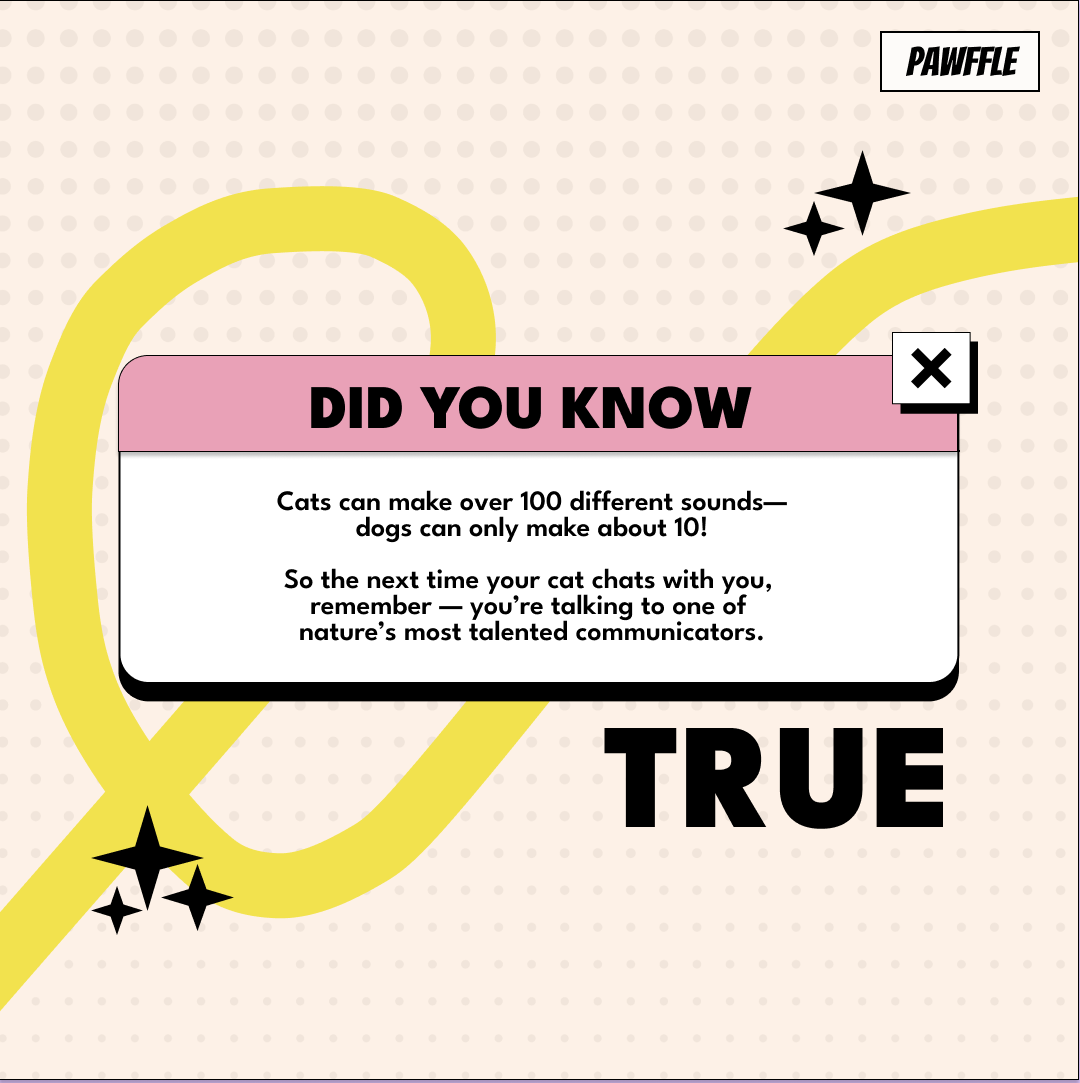 PAWFFLE
DID YOU KNOW
Cats can make over 100 different sounds—
dogs can only make about 10!
So the next time your cat chats with you,
remember — you’re talking to one of
nature’s most talented communicators.
TRUE